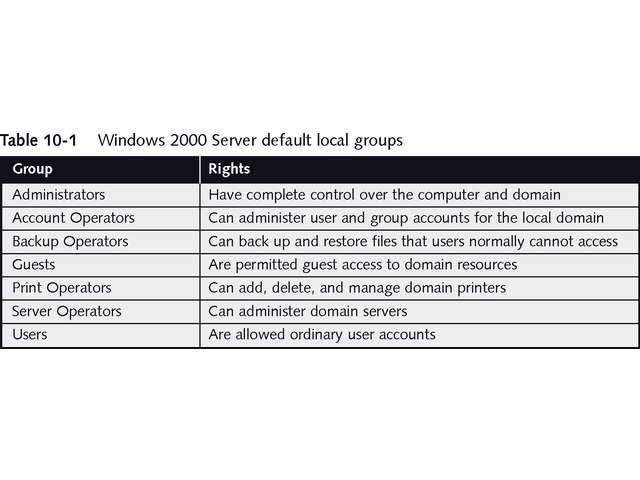 Table 10-1 Windows 2000 Server default local groups
Group Rights
Administrators Have complete control over the computer and domain
Account Operators Can administer user and group accounts for the local domain
Backup Operators Can back up and restore files that users normally cannot access
Guests Are permitted guest access to domain resources
Print Operators Can add, delete, and manage domain printers
Server Operators Can administer domain servers
Users Are allowed ordinary user accounts